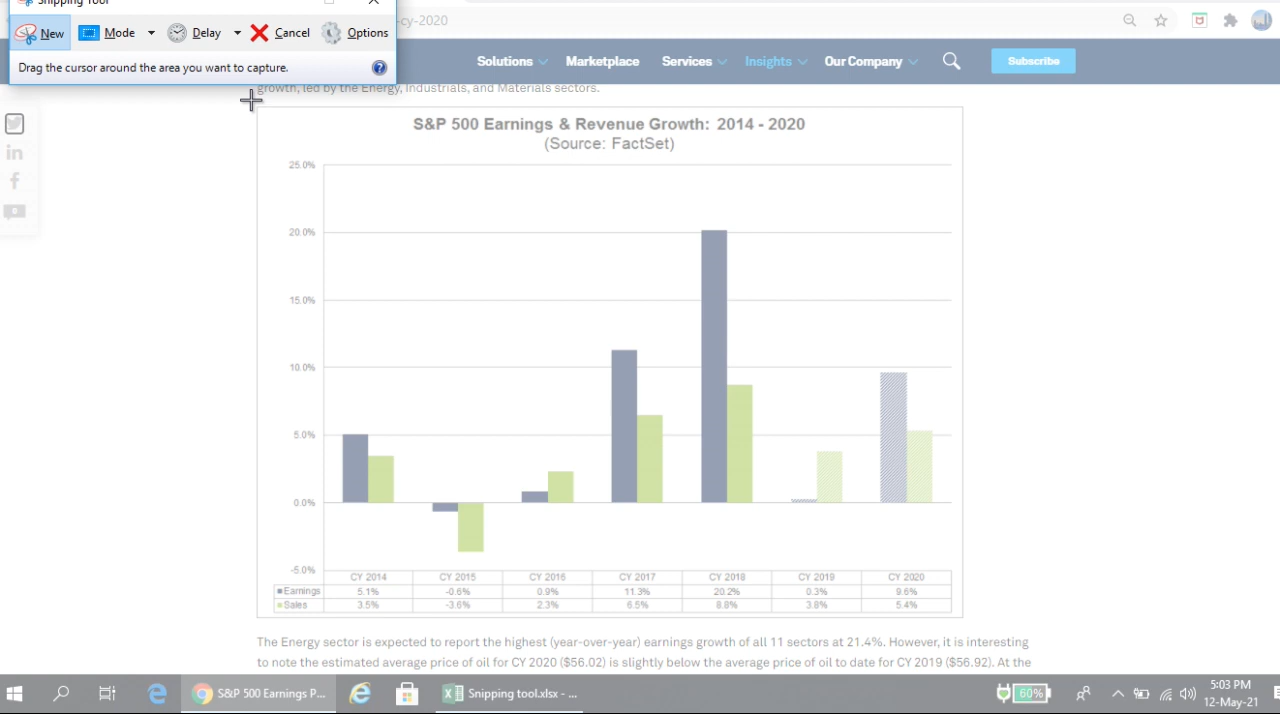 Snipping Tool
-cy-2020
New Mode Delay Cancel Options
Drag the cursor around the area you want to capture.
Solutions Marketplace Services Insights Our Company Subscribe
growth, led by the Energy, Industrials, and Materials sectors.
S&P 500 Earnings & Revenue Growth: 2014 - 2020
(Source: FactSet)
25.0%
20.0%
15.0%
10.0%
5.0%
0.0%
-5.0%
CY 2014 CY 2015 CY 2016 CY 2017 CY 2018 CY 2019 CY 2020
Earnings 5.1% -0.6% 0.9% 11.3% 20.2% 0.3% 9.6%
Sales 3.5% -3.6% 2.3% 6.5% 8.8% 3.8% 5.4%
The Energy sector is expected to report the highest (year-over-year) earnings growth of all 11 sectors at 21.4%. However, it is interesting
to note the estimated average price of oil for CY 2020 ($56.02) is slightly below the average price of oil to date for CY 2019 ($56.92). At the
S&P 500 Earnings P... Snipping tool.xlsx - ... 60% 5:03 PM
12-May-21